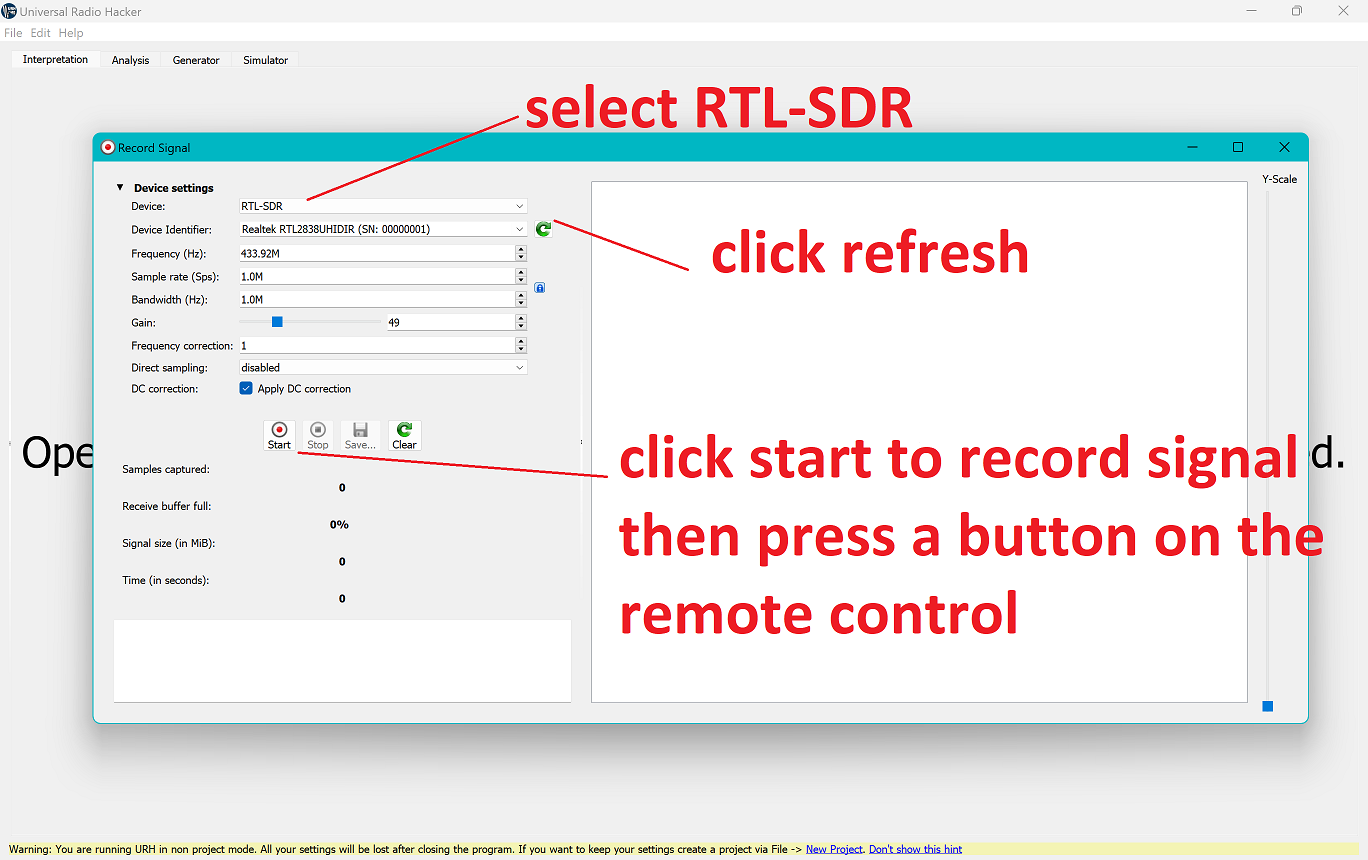 Universal Radio Hacker
File Edit Help
Interpretation Analysis Generator Simulator
select RTL-SDR
Record Signal
Y-Scale
Device settings
Device: RTL-SDR
Device Identifier: Realtek RTL2838UHIDIR (SN: 00000001)
click refresh
Frequency (Hz): 433.92M
Sample rate (Sps): 1.0M
Bandwidth (Hz): 1.0M
Gain: 49
Frequency correction: 1
Direct sampling: disabled
DC correction: Apply DC correction
Start Stop Save... Clear
Ope
d.
click start to record signal
then press a button on the
remote control
Samples captured:
0
Receive buffer full:
0%
Signal size (in MiB):
0
Time (in seconds):
0
Warning: You are running URH in non project mode. All your settings will be lost after closing the program. If you want to keep your settings create a project via File -> New Project. Don't show this hint